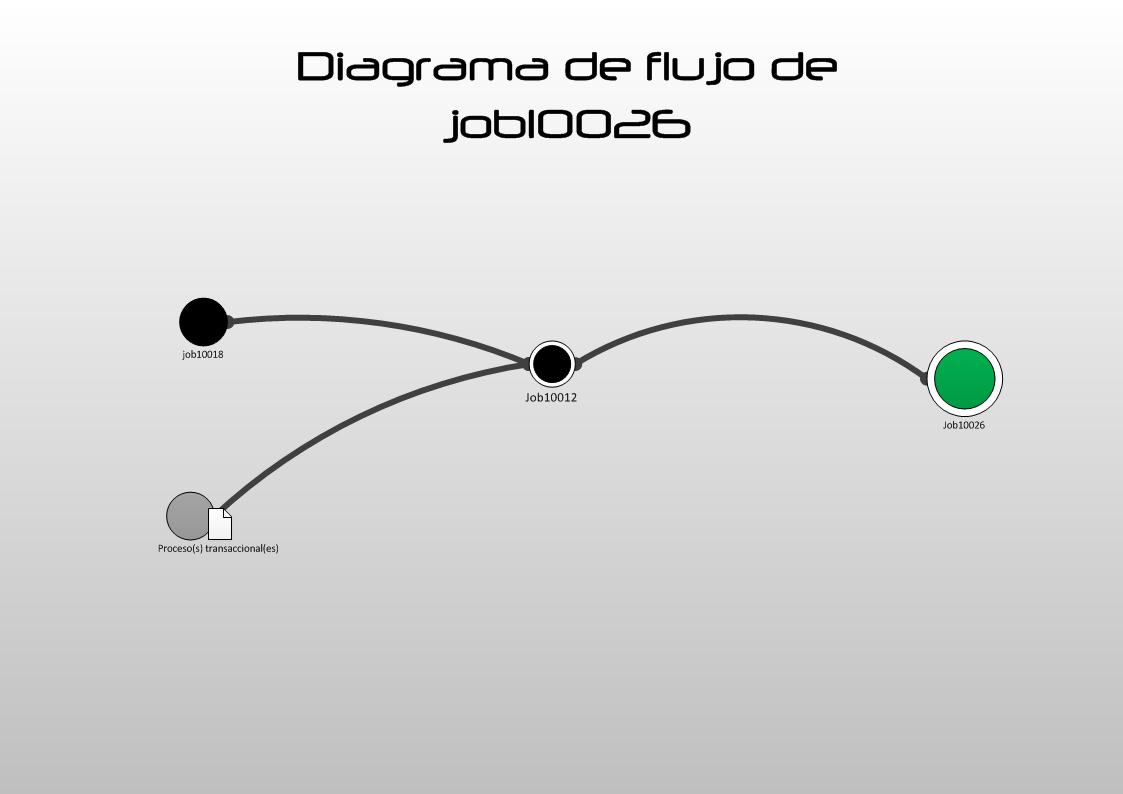 Diagrama de flujo de
job10026
job10018
Job10012
Job10026
Proceso(s) transaccional(es)